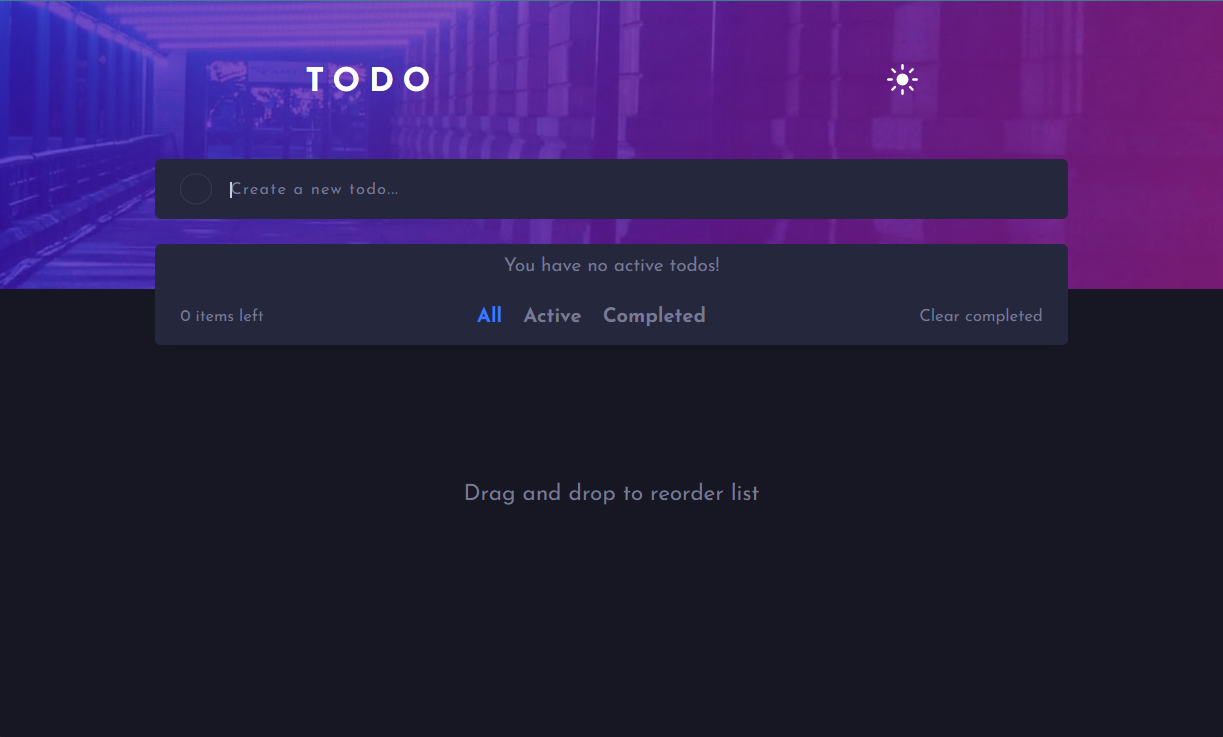 TODO
Create a new todo...
You have no active todos!
0 items left
All Active Completed
Clear completed
Drag and drop to reorder list